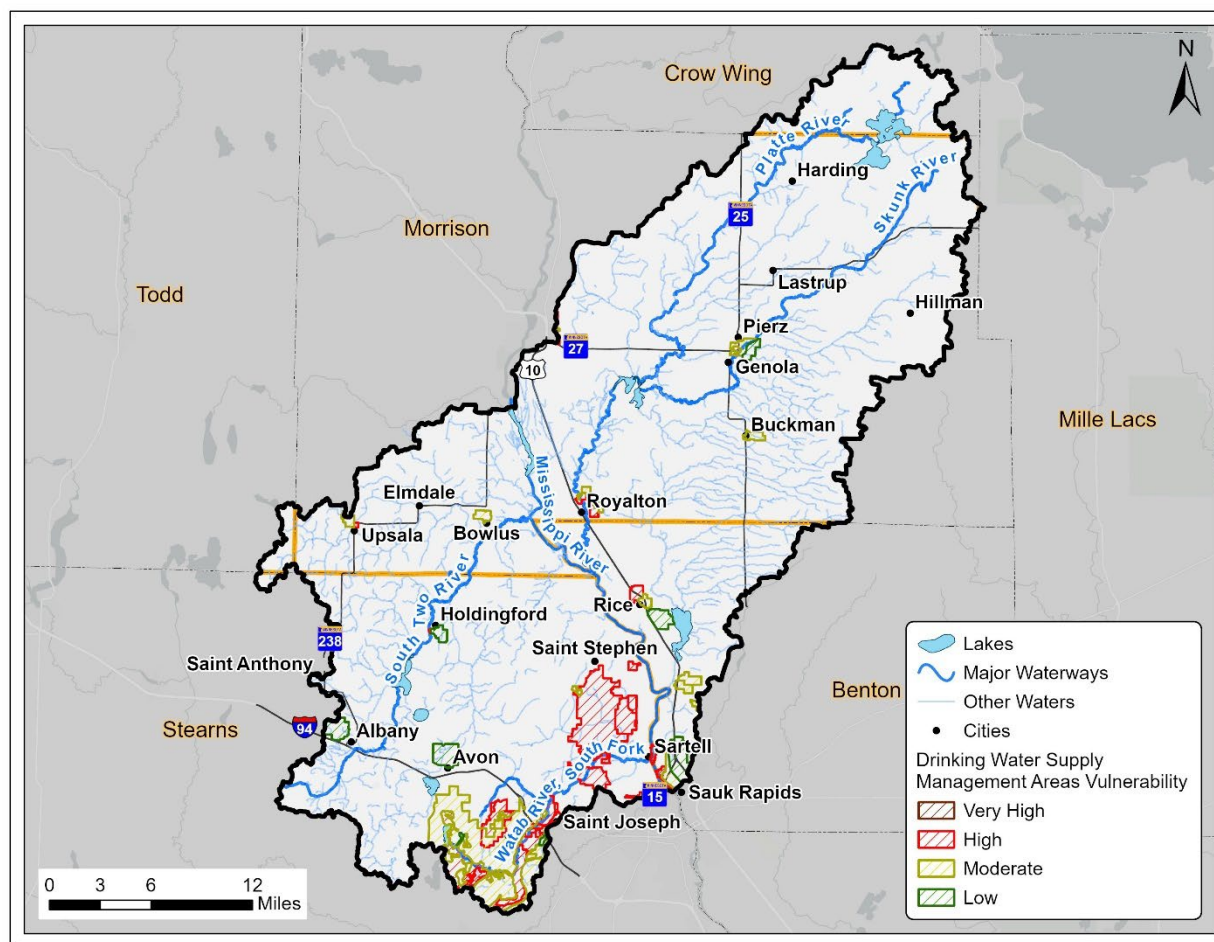 N
Crow Wing
Platte River
Harding
Skunk River
Morrison
25
Todd
Lastrup
Hillman
Pierz
27
Genola
10
Mille Lacs
Buckman
Mississippi River
Elmdale
Royalton
Upsala
Bowlus
South Two River
Rice
Holdingford
238
Saint Stephen
Saint Anthony
Benton
Stearns
94
Albany
Avon
Sartell
Watab River, South Fork
15
Sauk Rapids
Saint Joseph
Lakes
Major Waterways
Other Waters
Cities
Drinking Water Supply
Management Areas Vulnerability
Very High
High
Moderate
Low
0 3 6 12
Miles